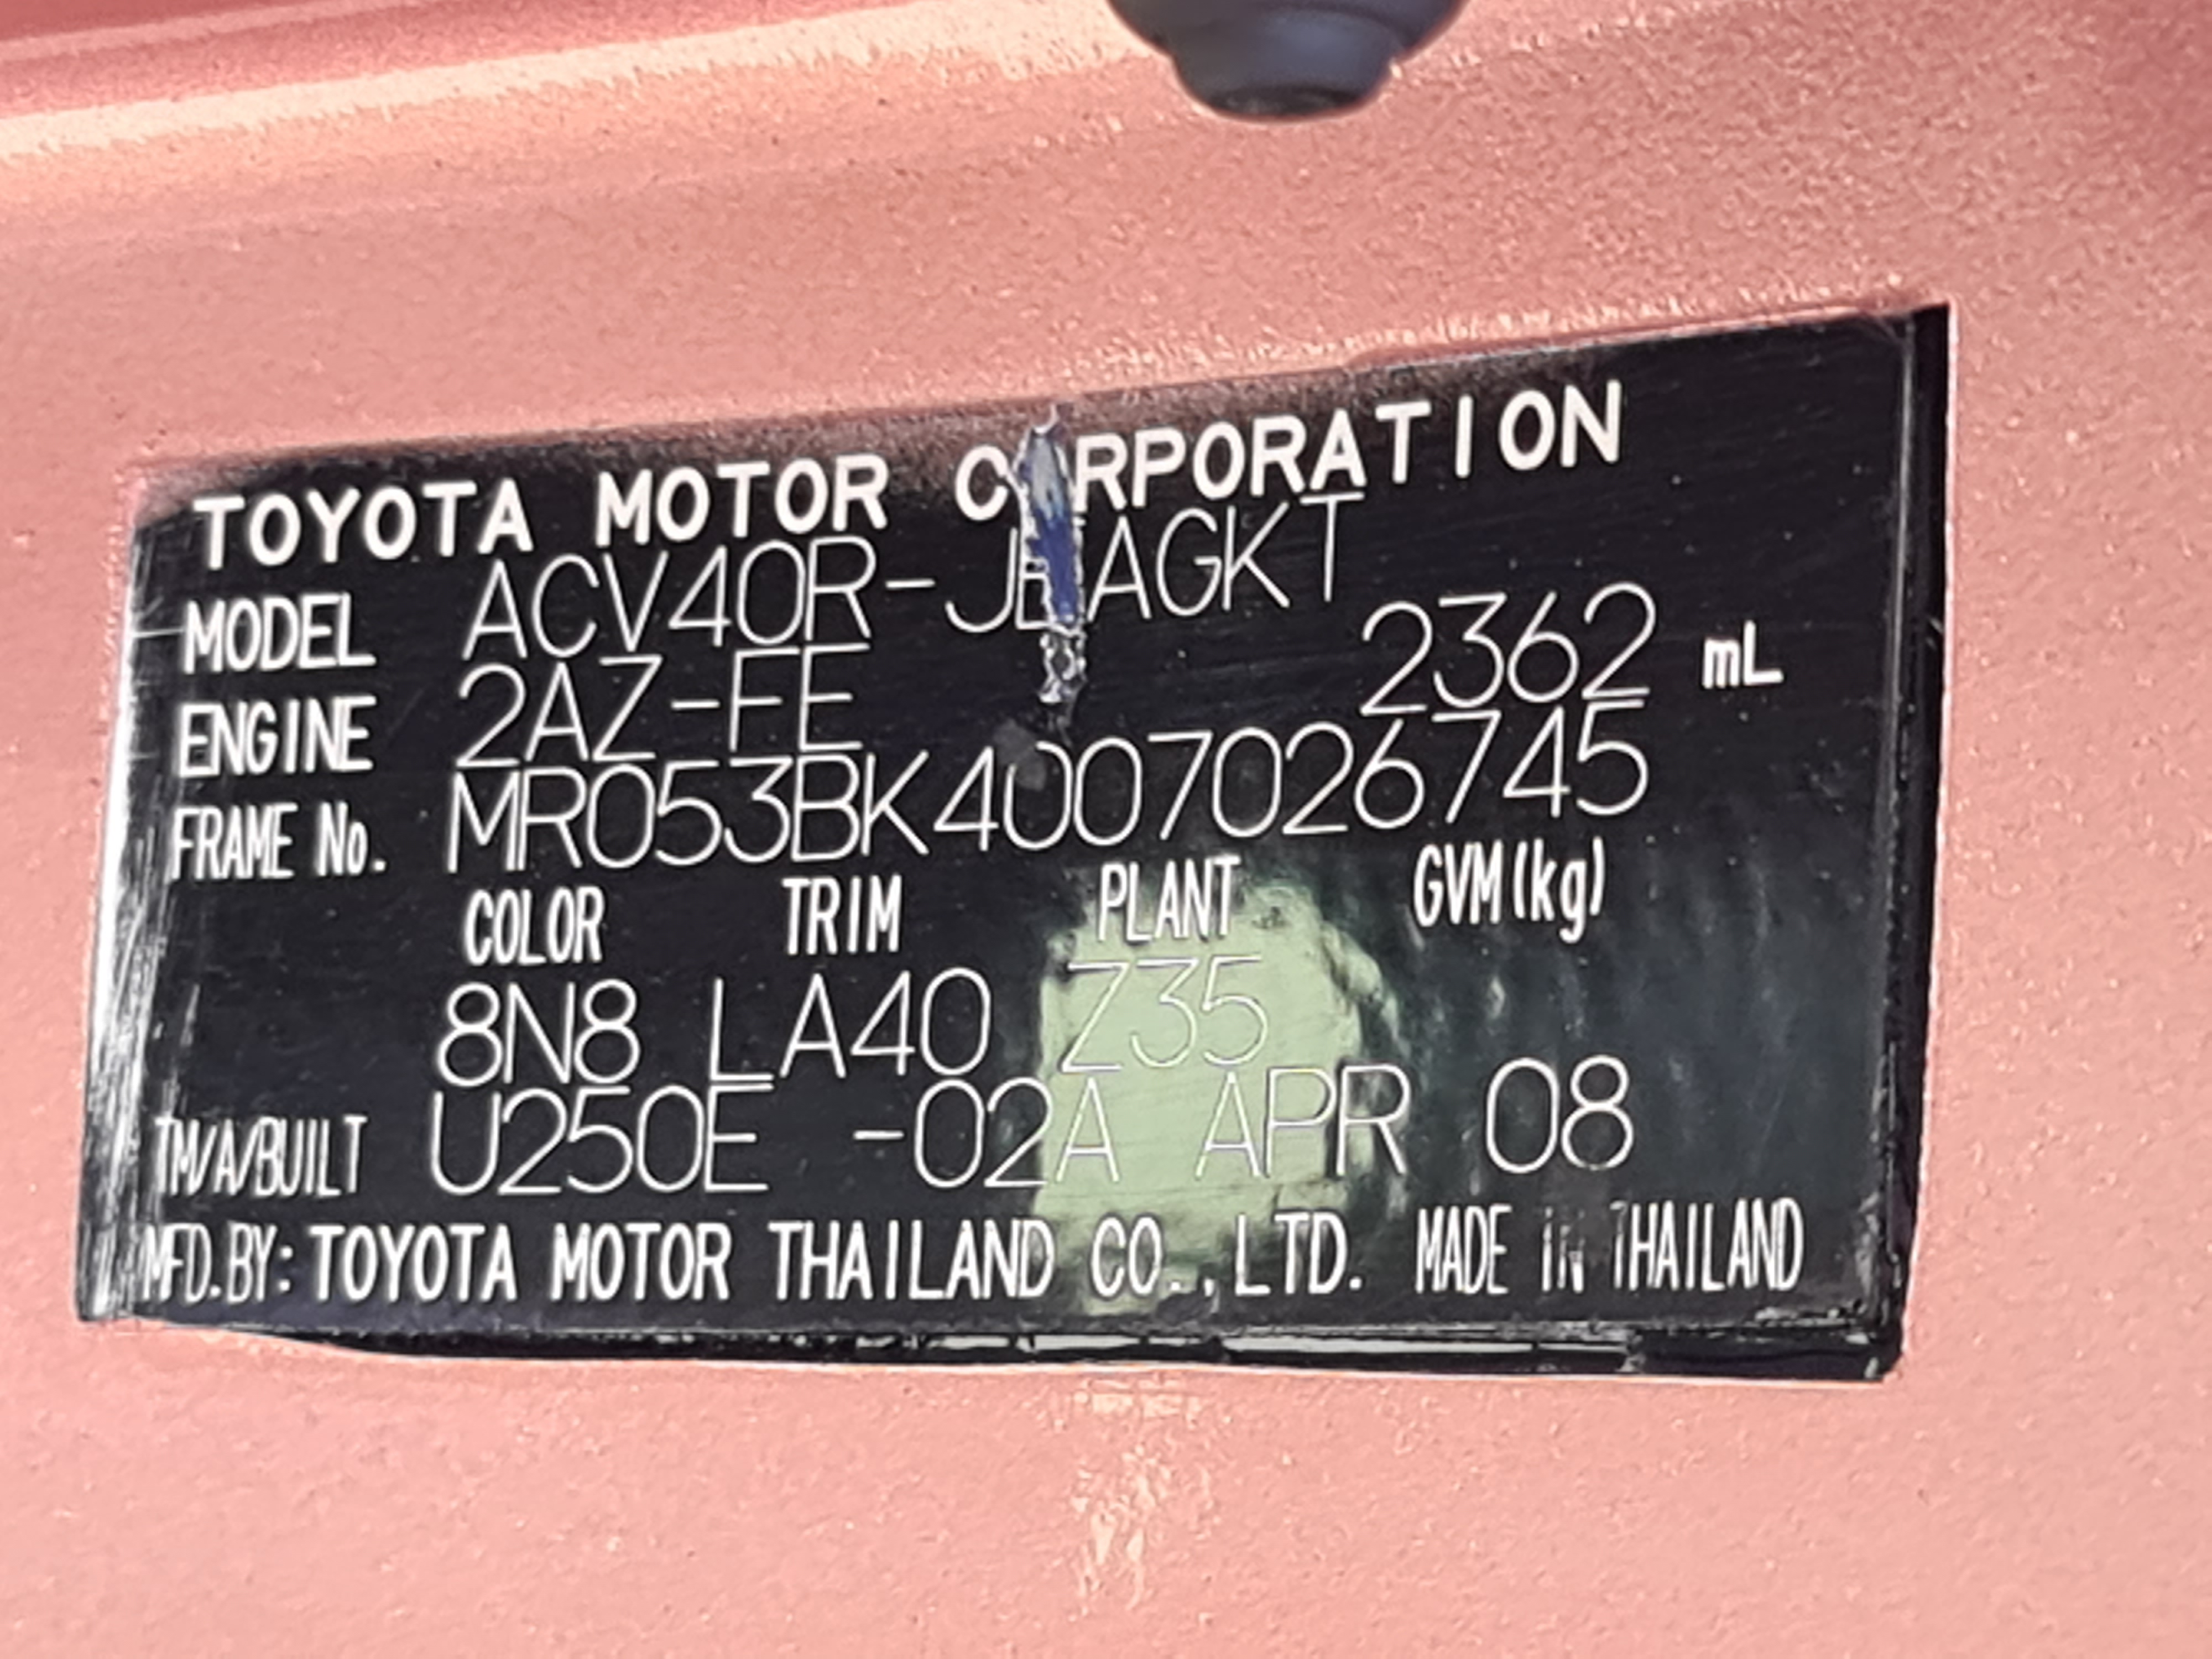 TOYOTA MOTOR CORPORATION
MODEL ACV40R-JEAGKT
ENGINE 2AZ-FE 2362 mL
FRAME No. MR053BK4007026745
COLOR TRIM PLANT GVM(kg)
8N8 LA40 Z35
TM/A/BUILT U250E -02A APR 08
MFD.BY: TOYOTA MOTOR THAILAND CO.,LTD. MADE IN THAILAND